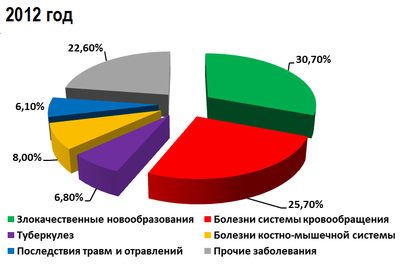 2012 год
22,60%
30,70%
6,10%
8,00%
6,80%
25,70%
Злокачественные новообразования
Болезни системы кровообращения
Туберкулез
Болезни костно-мышечной системы
Последствия травм и отравлений
Прочие заболевания